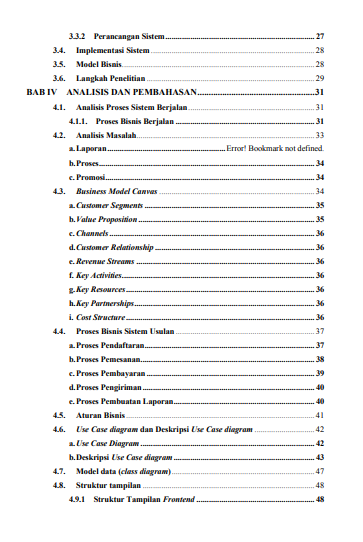 3.3.2 Perancangan Sistem 27
3.4. Implementasi Sistem 28
3.5. Model Bisnis 28
3.6. Langkah Penelitian 29
BAB IV ANALISIS DAN PEMBAHASAN 31
4.1. Analisis Proses Sistem Berjalan 31
4.1.1. Proses Bisnis Berjalan 31
4.2. Analisis Masalah 33
a. Laporan Error! Bookmark not defined.
b. Proses 34
c. Promosi 34
4.3. Business Model Canvas 34
a. Customer Segments 35
b. Value Proposition 35
c. Channels 36
d. Customer Relationship 36
e. Revenue Streams 36
f. Key Activities 36
g. Key Resources 36
h. Key Partnerships 36
i. Cost Structure 36
4.4. Proses Bisnis Sistem Usulan 37
a. Proses Pendaftaran 37
b. Proses Pemesanan 38
c. Proses Pembayaran 39
d. Proses Pengiriman 40
e. Proses Pembuatan Laporan 40
4.5. Aturan Bisnis 41
4.6. Use Case diagram dan Deskripsi Use Case diagram 42
a. Use Case Diagram 42
b. Deskripsi Use Case diagram 43
4.7. Model data (class diagram) 47
4.8. Struktur tampilan 48
4.9.1 Struktur Tampilan Frontend 48